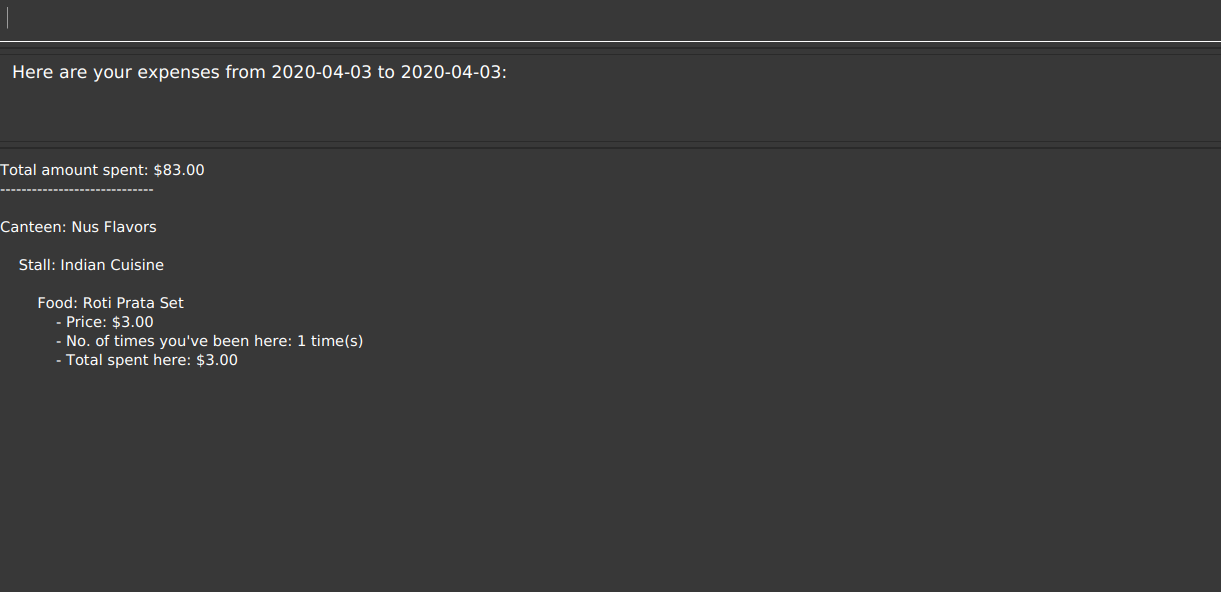 Here are your expenses from 2020-04-03 to 2020-04-03:
Total amount spent: $83.00
-----------------------------
Canteen: Nus Flavors
Stall: Indian Cuisine
Food: Roti Prata Set
- Price: $3.00
- No. of times you've been here: 1 time(s)
- Total spent here: $3.00